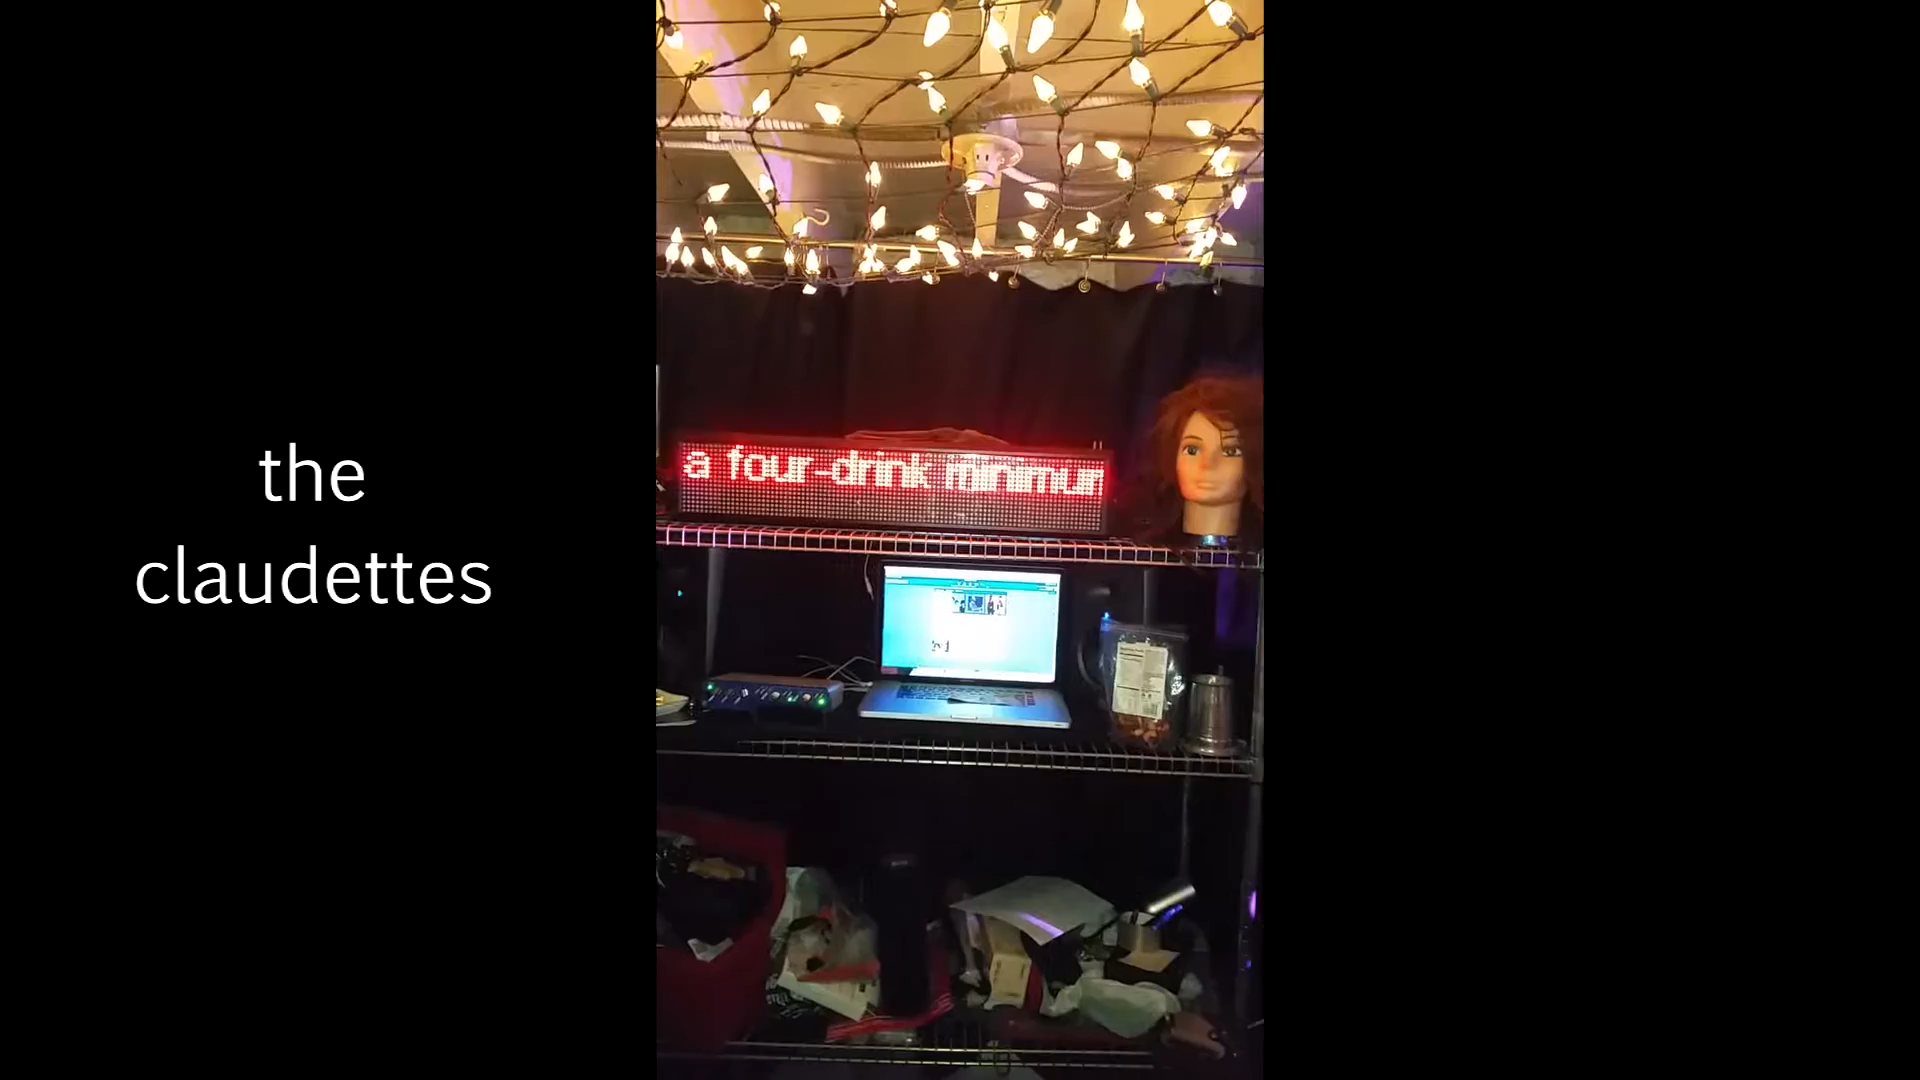 the
claudettes
a four-drink minimum